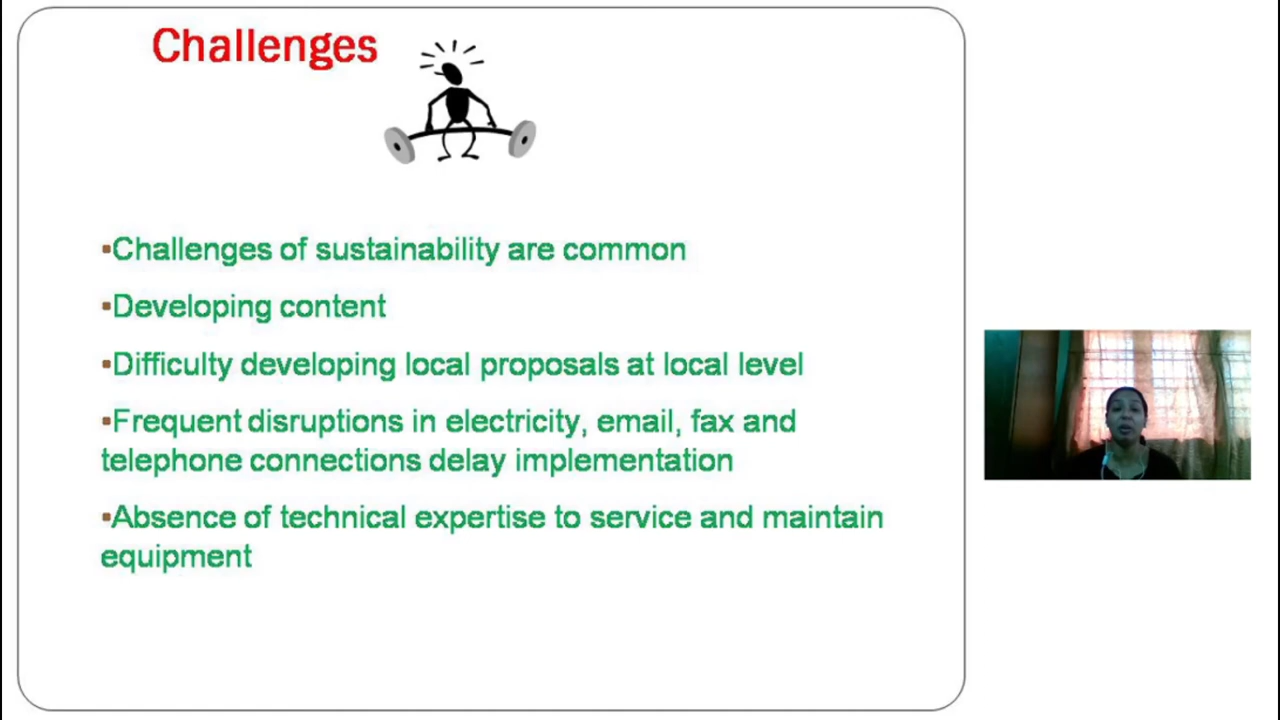 Challenges
▪Challenges of sustainability are common
▪Developing content
▪Difficulty developing local proposals at local level
▪Frequent disruptions in electricity, email, fax and
telephone connections delay implementation
▪Absence of technical expertise to service and maintain
equipment